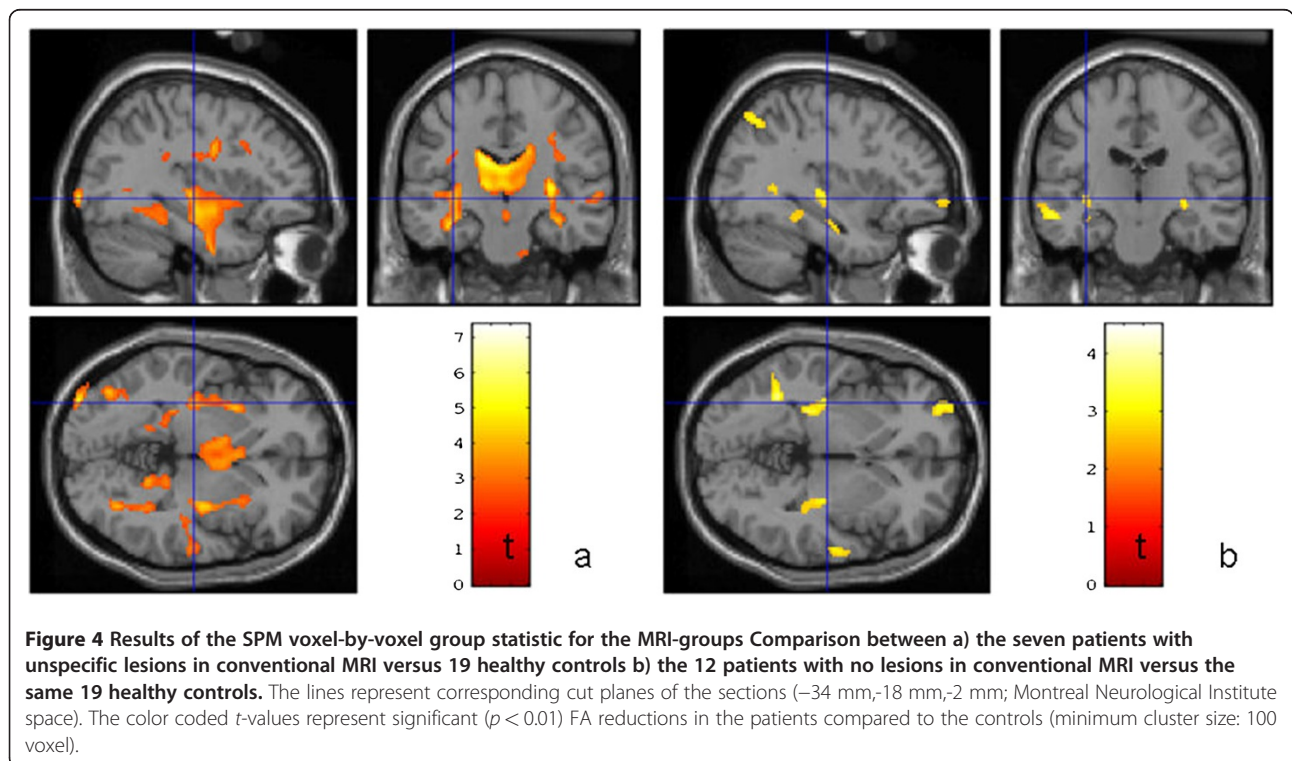 7
6
5
4
3
2
1
0
t
a
4
3
2
1
0
t
b
Figure 4 Results of the SPM voxel-by-voxel group statistic for the MRI-groups Comparison between a) the seven patients with
unspecific lesions in conventional MRI versus 19 healthy controls b) the 12 patients with no lesions in conventional MRI versus the
same 19 healthy controls. The lines represent corresponding cut planes of the sections (−34 mm,-18 mm,-2 mm; Montreal Neurological Institute
space). The color coded t-values represent significant (p < 0.01) FA reductions in the patients compared to the controls (minimum cluster size: 100
voxel).